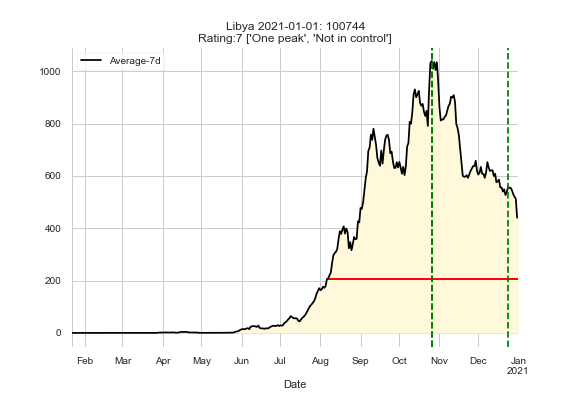 Libya 2021-01-01: 100744
Rating:7 ['One peak', 'Not in control']
Average-7d
1000
800
600
400
200
0
Feb Mar Apr May Jun Jul Aug Sep Oct Nov Dec Jan
2021
Date